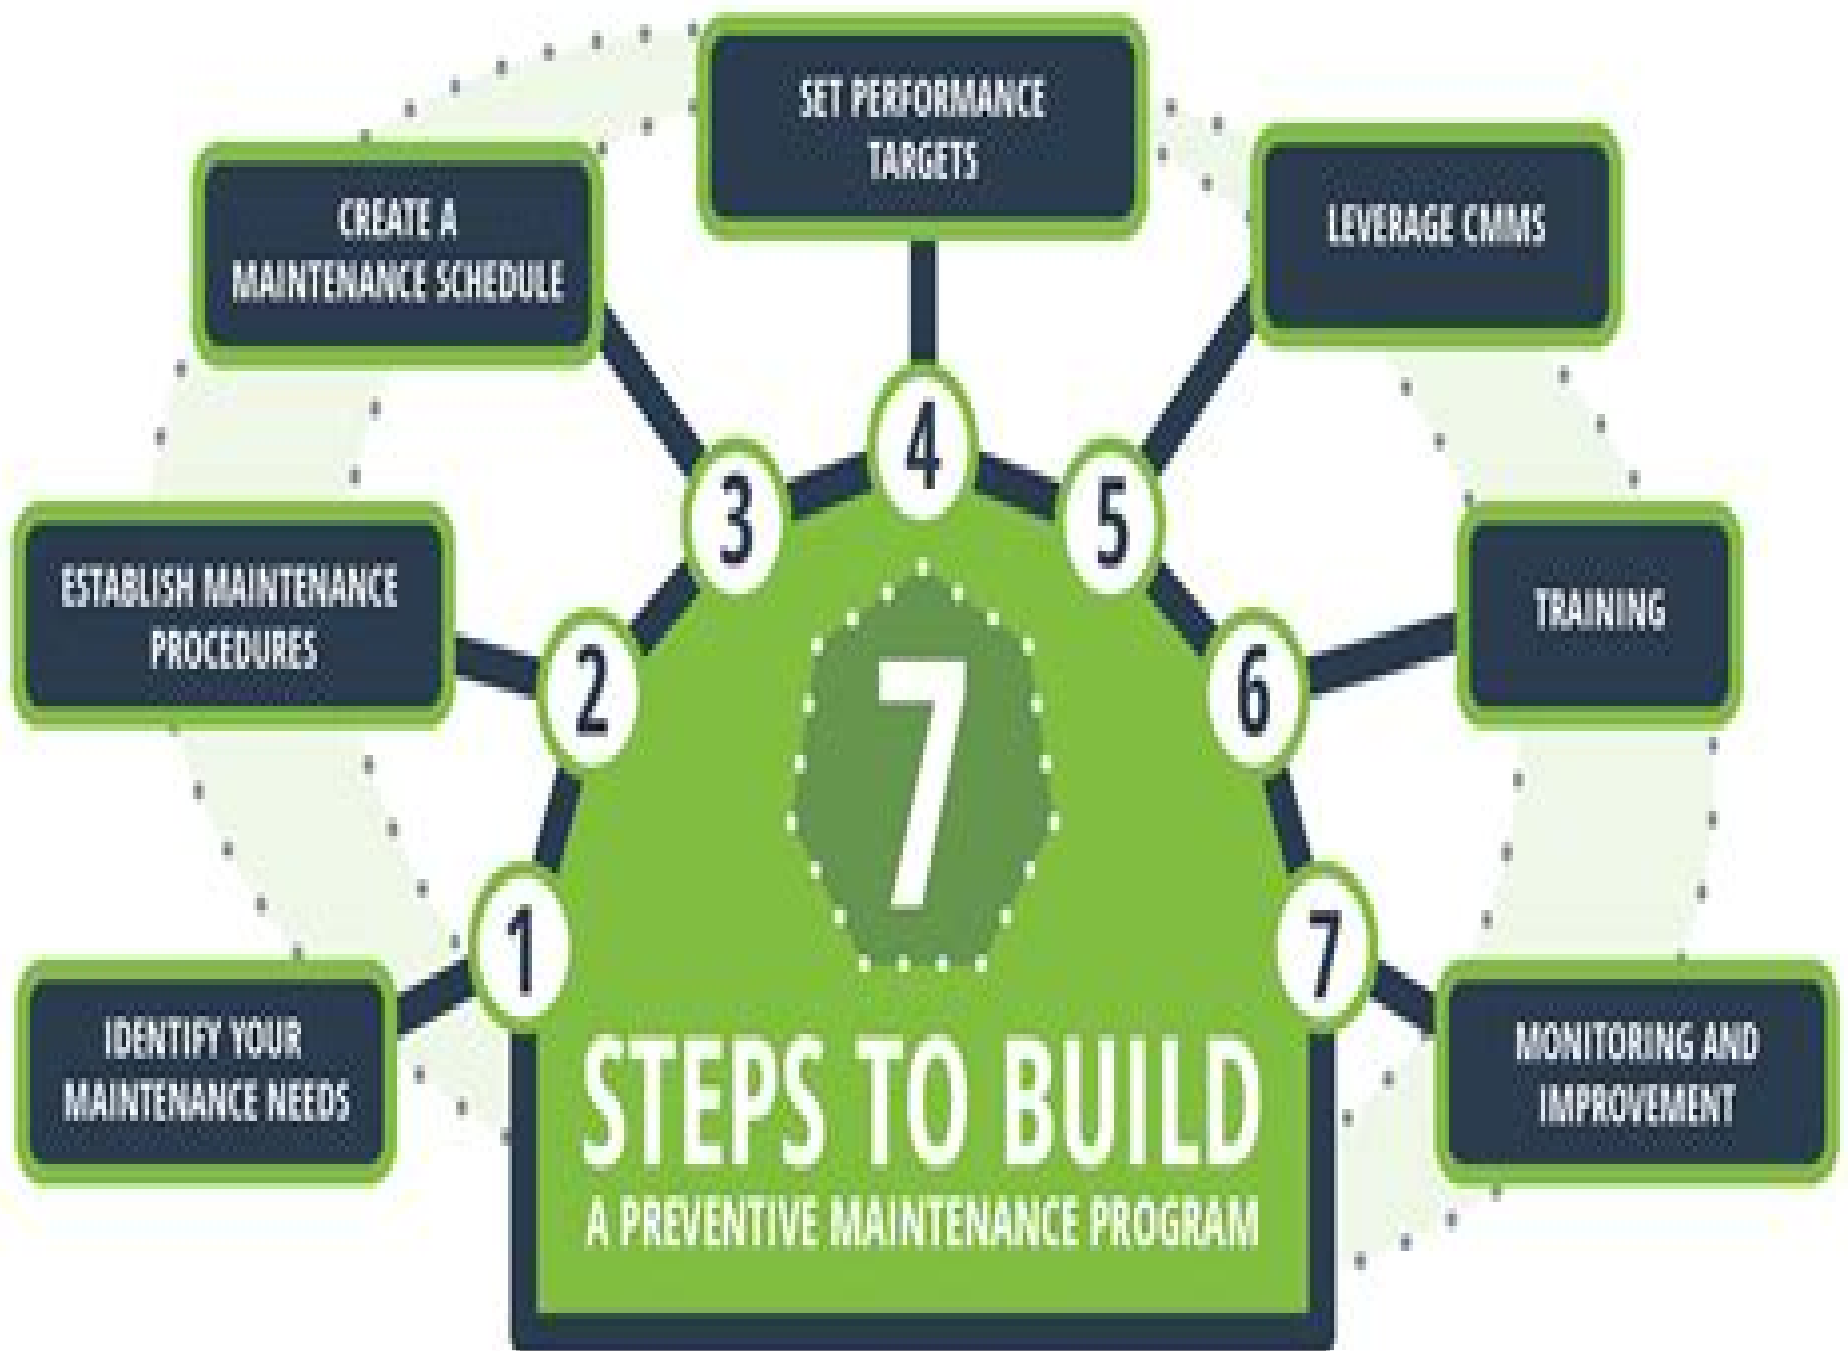 1
IDENTIFY YOUR
MAINTENANCE NEEDS
2
ESTABLISH MAINTENANCE
PROCEDURES
3
CREATE A
MAINTENANCE SCHEDULE
4
SET PERFORMANCE
TARGETS
5
LEVERAGE CMMS
6
TRAINING
7
MONITORING AND
IMPROVEMENT
7
STEPS TO BUILD
A PREVENTIVE MAINTENANCE PROGRAM